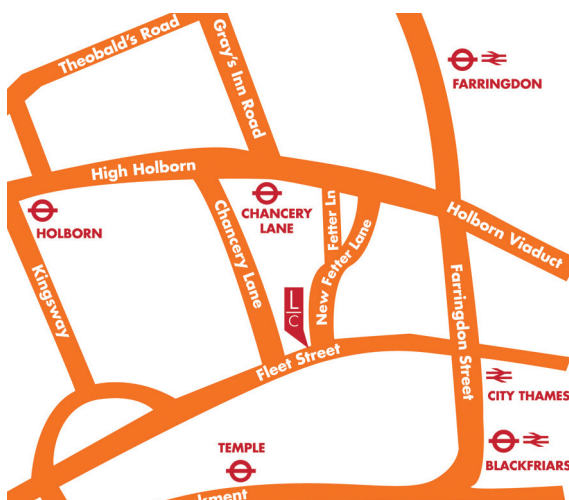 Theobald's Road
Gray's Inn Road
FARRINGDON
High Holborn
HOLBORN
CHANCERY
LANE
Fetter Ln
Holborn Viaduct
Chancery Lane
New Fetter Lane
Kingsway
L
C
Farringdon Street
Fleet Street
CITY THAMES
TEMPLE
BLACKFRIARS